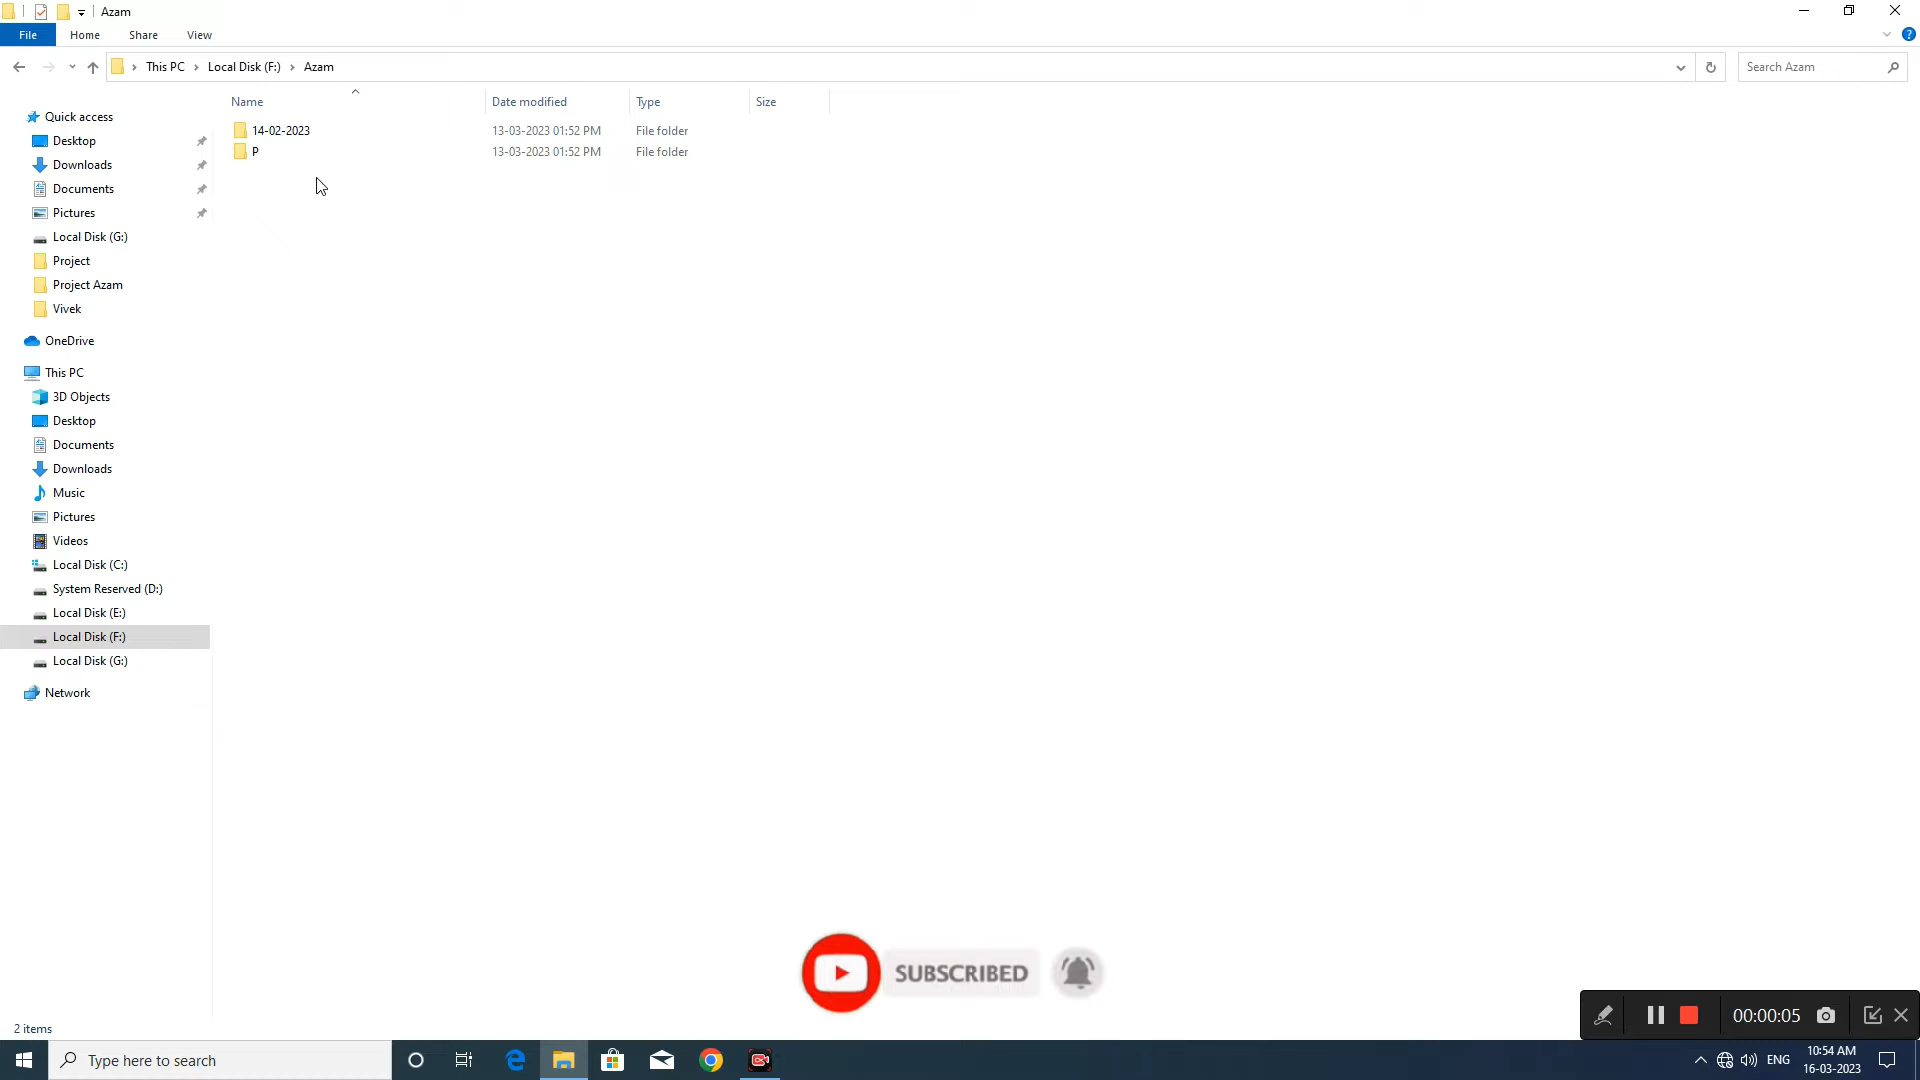 Azam
File Home Share View
This PC Local Disk (F:) Azam
Search Azam
Name Date modified Type Size
14-02-2023 13-03-2023 01:52 PM File folder
P 13-03-2023 01:52 PM File folder
Quick access
Desktop
Downloads
Documents
Pictures
Local Disk (G:)
Project
Project Azam
Vivek
OneDrive
This PC
3D Objects
Desktop
Documents
Downloads
Music
Pictures
Videos
Local Disk (C:)
System Reserved (D:)
Local Disk (E:)
Local Disk (F:)
Local Disk (G:)
Network
SUBSCRIBED
00:00:05
2 items
Type here to search
ENG
10:54 AM
16-03-2023